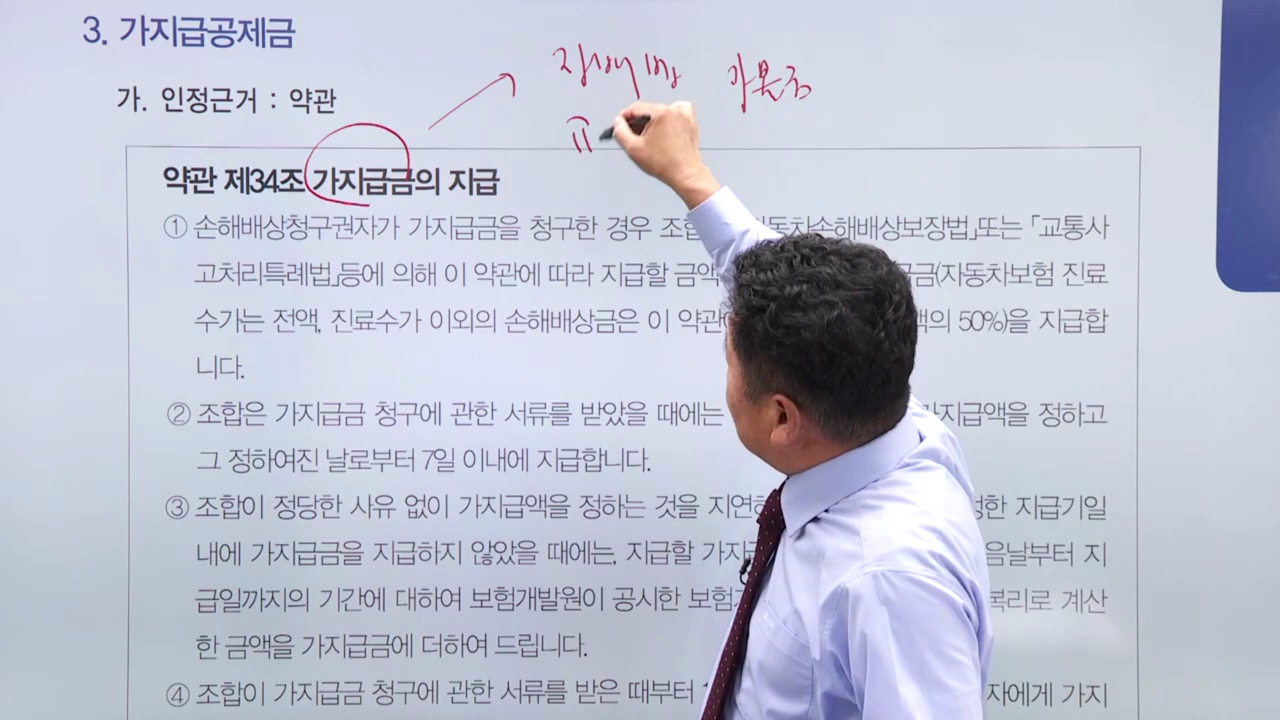 3. 가지급공제금
가. 인정근거 : 약관
약관 제34조 가지급금의 지급
① 손해배상청구권자가 가지급금을 청구한 경우 조합 자동차손해배상보장법」또는 「교통사
고처리특례법」등에 의해 이 약관에 따라 지급할 금액 급금(자동차보험 진료
수가는 전액, 진료수가 이외의 손해배상금은 이 약관 액의 50%)을 지급합
니다.
② 조합은 가지급금 청구에 관한 서류를 받았을 때에는 가지급액을 정하고
그 정하여진 날로부터 7일 이내에 지급합니다.
③ 조합이 정당한 사유 없이 가지급액을 정하는 것을 지연 정한 지급기일
내에 가지급금을 지급하지 않았을 때에는, 지급할 가지급 음날부터 지
급일까지의 기간에 대하여 보험개발원이 공시한 보험 복리로 계산
한 금액을 가지급금에 더하여 드립니다.
④ 조합이 가지급금 청구에 관한 서류를 받은 때부터 자에게 가지